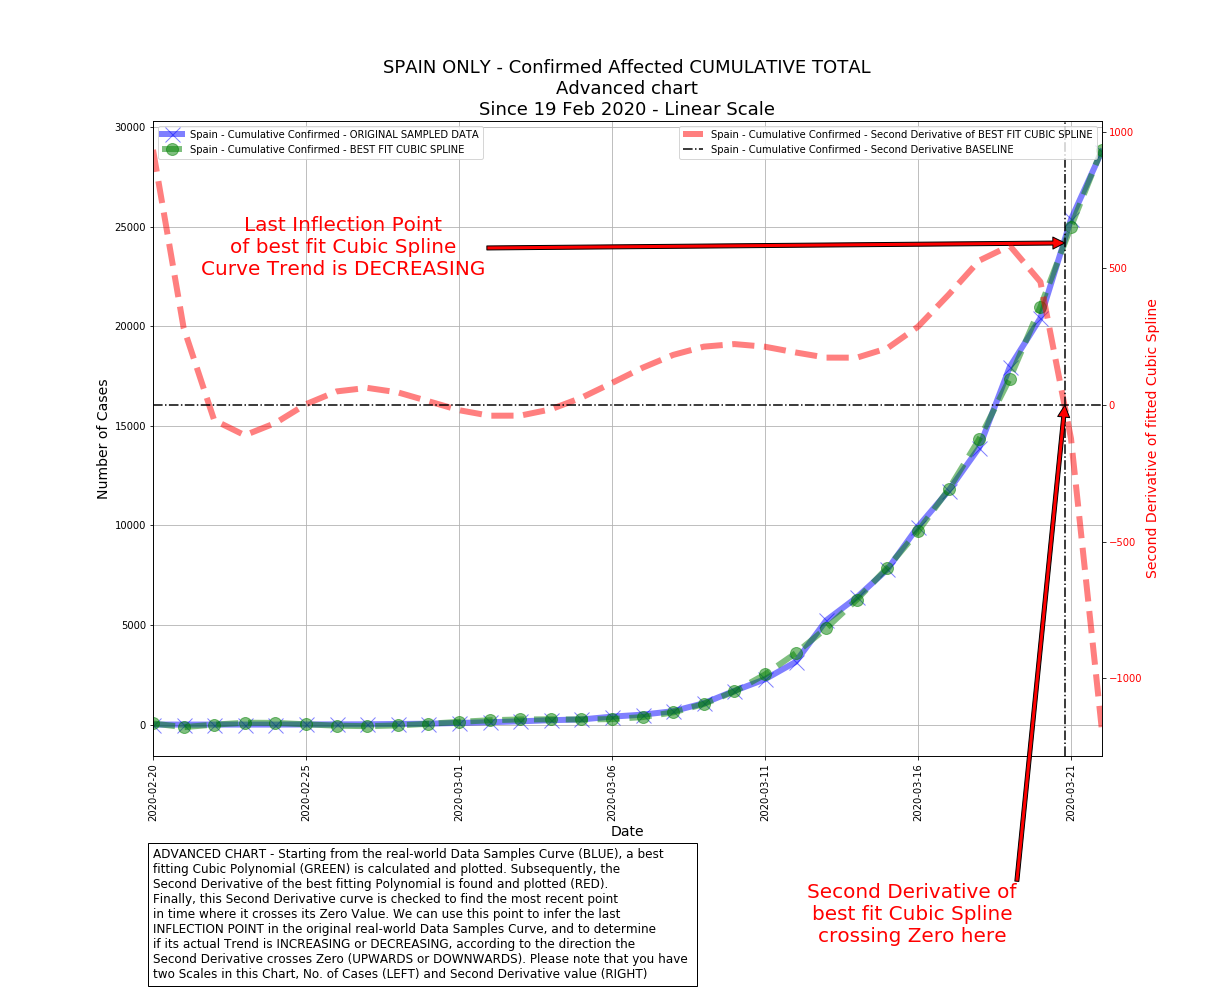 SPAIN ONLY - Confirmed Affected CUMULATIVE TOTAL
Advanced chart
Since 19 Feb 2020 - Linear Scale
Spain - Cumulative Confirmed - ORIGINAL SAMPLED DATA
Spain - Cumulative Confirmed - BEST FIT CUBIC SPLINE
Spain - Cumulative Confirmed - Second Derivative of BEST FIT CUBIC SPLINE
Spain - Cumulative Confirmed - Second Derivative BASELINE
Last Inflection Point
of best fit Cubic Spline
Curve Trend is DECREASING
Number of Cases
30000
25000
20000
15000
10000
5000
0
1000
500
0
−500
−1000
Second Derivative of fitted Cubic Spline
2020-02-20
2020-02-25
2020-03-01
2020-03-06
2020-03-11
2020-03-16
2020-03-21
Date
ADVANCED CHART - Starting from the real-world Data Samples Curve (BLUE), a best
fitting Cubic Polynomial (GREEN) is calculated and plotted. Subsequently, the
Second Derivative of the best fitting Polynomial is found and plotted (RED).
Finally, this Second Derivative curve is checked to find the most recent point
in time where it crosses its Zero Value. We can use this point to infer the last
INFLECTION POINT in the original real-world Data Samples Curve, and to determine
if its actual Trend is INCREASING or DECREASING, according to the direction the
Second Derivative crosses Zero (UPWARDS or DOWNWARDS). Please note that you have
two Scales in this Chart, No. of Cases (LEFT) and Second Derivative value (RIGHT)
Second Derivative of
best fit Cubic Spline
crossing Zero here